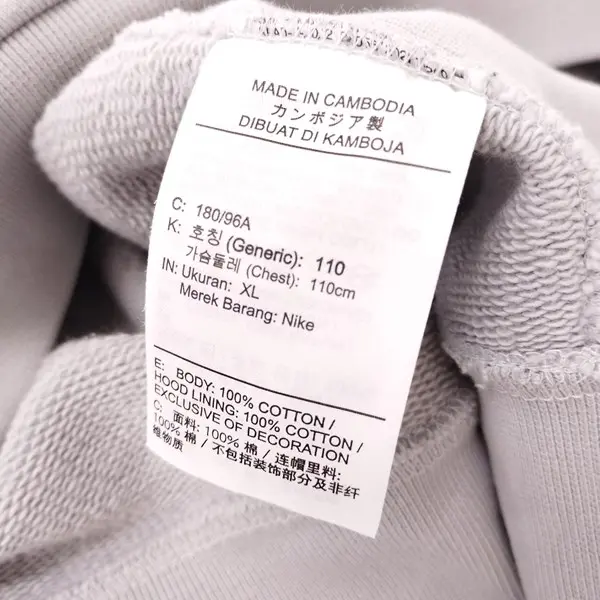 MADE IN CAMBODIA
カンボジア製
DIBUAT DI KAMBOJA
C: 180/96A
K: 호칭 (Generic): 110
가슴둘레 (Chest): 110cm
IN: Ukuran: XL
Merek Barang: Nike
E: BODY: 100% COTTON /
HOOD LINING: 100% COTTON /
EXCLUSIVE OF DECORATION
C: 面料: 100% 棉 / 连帽里料:
100% 棉 / 不包括装饰部分及非纤
维物质